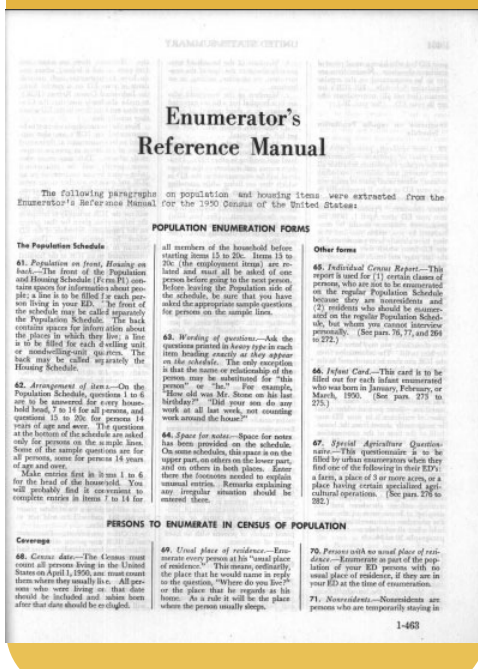 Enumerator's
Reference Manual
The following paragraphs on population and housing items were extracted from the
Enumerator's Reference Manual for the 1950 Census of the United States:
POPULATION ENUMERATION FORMS
The Population Schedule
61. Population on front, Housing on
back.—The front of the Population
and Housing Schedule (Form P1) con-
tains spaces for information about peo-
ple; a line is to be filled for each per-
son living in your ED. The front of
the schedule may be called separately
the Population Schedule. The back
contains spaces for information about
the places in which they live; a line
is to be filled for each dwelling unit
or nondwelling-unit quarters. The
back may be called separately the
Housing Schedule.
62. Arrangement of items.—On the
Population Schedule, questions 1 to 6
are to be answered for every house-
hold head, 7 to 14 for all persons, and
questions 15 to 20c for persons 14
years of age and over. The questions
at the bottom of the schedule are asked
only for persons on the sample lines.
Some of the sample questions are for
all persons, some for persons 14 years
of age and over.
Make entries first in items 1 to 6
for the head of the household. You
will probably find it convenient to
complete entries in items 7 to 14 for
all members of the household before
starting items 15 to 20c. Items 15 to
20c (the employment items) are re-
lated and must all be asked of one
person before going to the next person.
Before leaving the Population side of
the schedule, be sure that you have
asked the appropriate sample questions
for persons on the sample lines.
63. Wording of questions.—Ask the
questions printed in heavy type in each
item heading exactly as they appear
on the schedule. The only exception
is that the name or relationship of the
person may be substituted for "this
person" or "he." For example,
"How old was Mr. Stone on his last
birthday?" "Did your son do any
work at all last week, not counting
work around the house?"
64. Space for notes.—Space for notes
has been provided on the schedule.
On some schedules, this space is on the
upper part, on others on the lower part,
and on others in both places. Enter
there the footnotes needed to explain
unusual entries. Remarks explaining
any irregular situation should be
entered there.
Other forms
65. Individual Census Report.—This
report is used for (1) certain classes of
persons, who are not to be enumerated
on the regular Population Schedule
because they are nonresidents and
(2) residents who should be enumer-
ated on the regular Population Sched-
ule, but whom you cannot interview
personally. (See pars. 76, 77, and 264
to 272.)
66. Infant Card.—This card is to be
filled out for each infant enumerated
who was born in January, February, or
March, 1950. (See pars. 273 to
275.)
67. Special Agriculture Question-
naire.—This questionnaire is to be
filled by urban enumerators when they
find one of the following in their ED's:
a farm, a place of 3 or more acres, or a
place having certain specialized agri-
cultural operations. (See pars. 276 to
282.)
PERSONS TO ENUMERATE IN CENSUS OF POPULATION
Coverage
68. Census date.—The Census must
count all persons living in the United
States on April 1, 1950, and must count
them where they usually live. All per-
sons who were living on that date
should be included and babies born
after that date should be excluded.
69. Usual place of residence.—Enu-
merate every person at his "usual place
of residence." This means, ordinarily,
the place that he would name in reply
to the question, "Where do you live?"
or the place that he regards as his
home. As a rule it will be the place
where the person usually sleeps.
70. Persons with no usual place of resi-
dence.—Enumerate as part of the pop-
ulation of your ED persons with no
usual place of residence, if they are in
your ED at the time of enumeration.
71. Nonresidents.—Nonresidents are
persons who are temporarily staying in
1-463